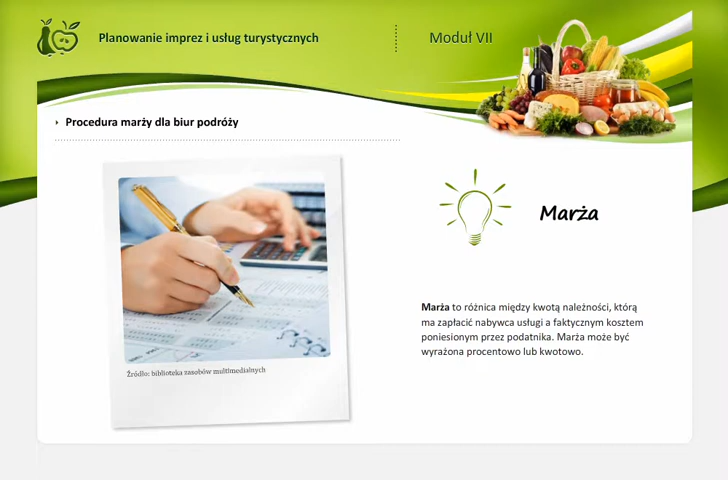 Planowanie imprez i usług turystycznych
Moduł VII
Procedura marży dla biur podróży
Marża
Marża to różnica między kwotą należności, którą
ma zapłacić nabywca usługi a faktycznym kosztem
poniesionym przez podatnika. Marża może być
wyrażona procentowo lub kwotowo.
Źródło: biblioteka zasobów multimedialnych